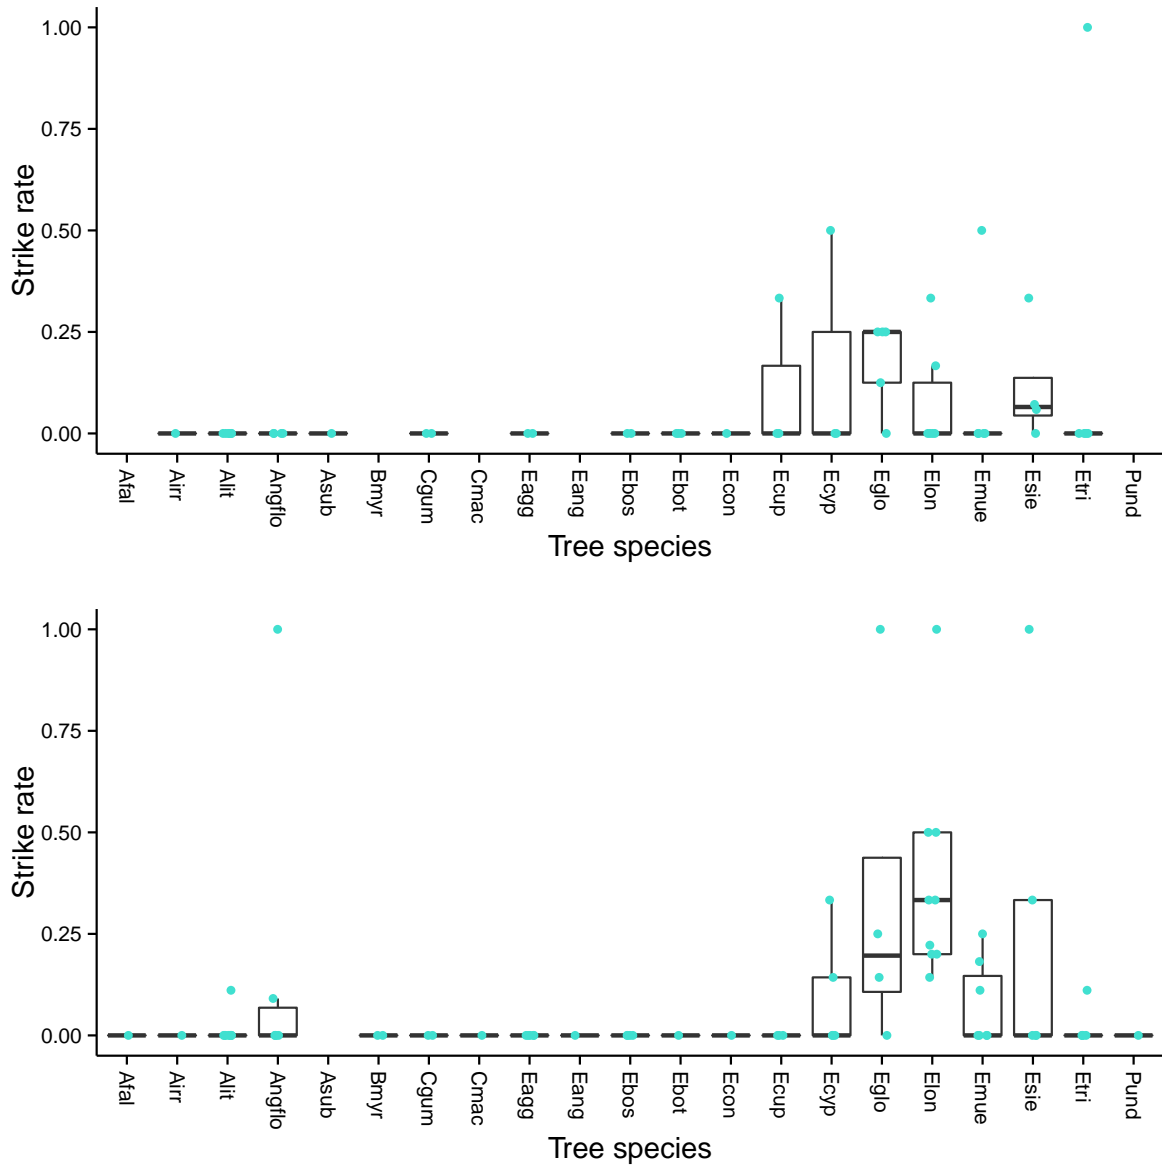 1.00
0.75
0.50
0.25
0.00
Strike rate
Afal Airr Alit Angflo Asub Bmyr Cgum Cmac Eagg Eang Ebos Ebot Econ Ecup Ecyp Eglo Elon Emue Esie Etri Pund
Tree species
1.00
0.75
0.50
0.25
0.00
Strike rate
Afal Airr Alit Angflo Asub Bmyr Cgum Cmac Eagg Eang Ebos Ebot Econ Ecup Ecyp Eglo Elon Emue Esie Etri Pund
Tree species